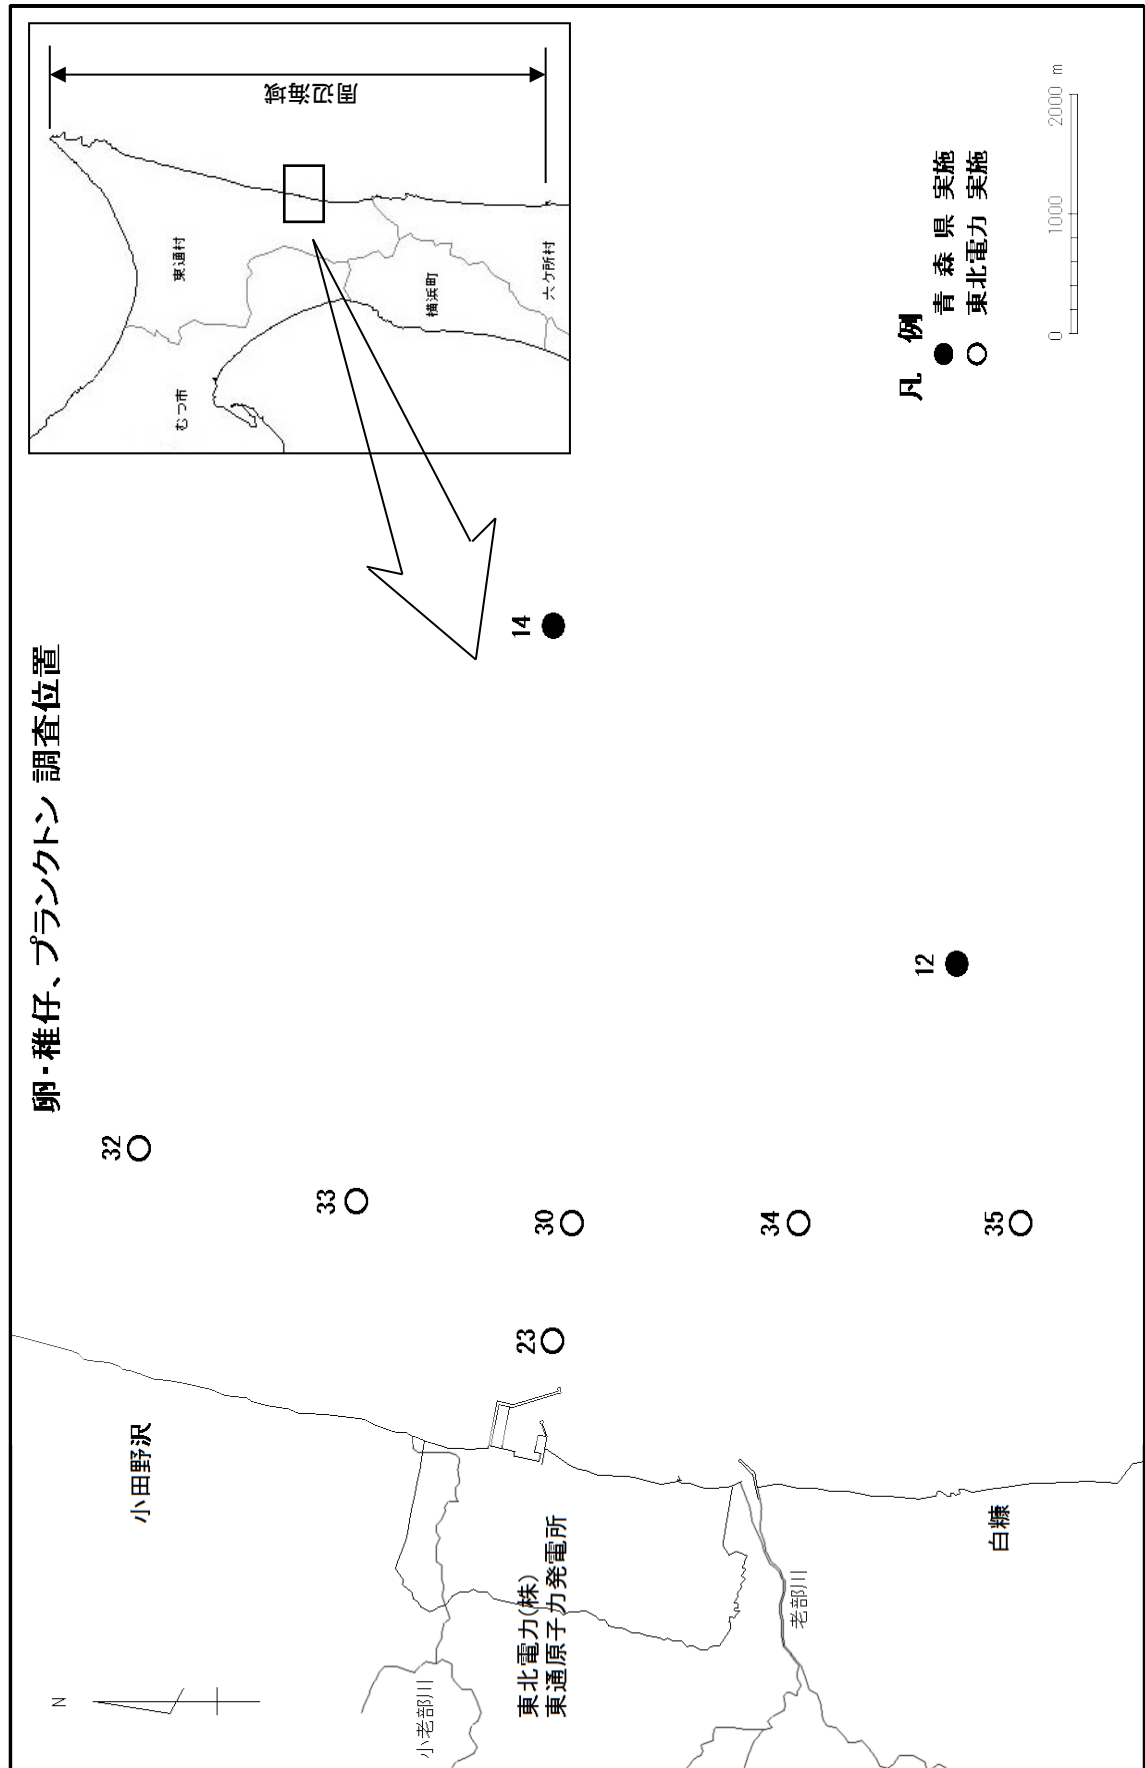 卵・稚仔、プランクトン 調査位置
N
小田野沢
小老部川
東北電力(株)
東通原子力発電所
老部川
白糠
32
33
30
23
34
35
14
12
周辺海域
むつ市
東通村
横浜町
六ケ所村
凡 例
青 森 県 実施
東北電力 実施
0 1000 2000 m